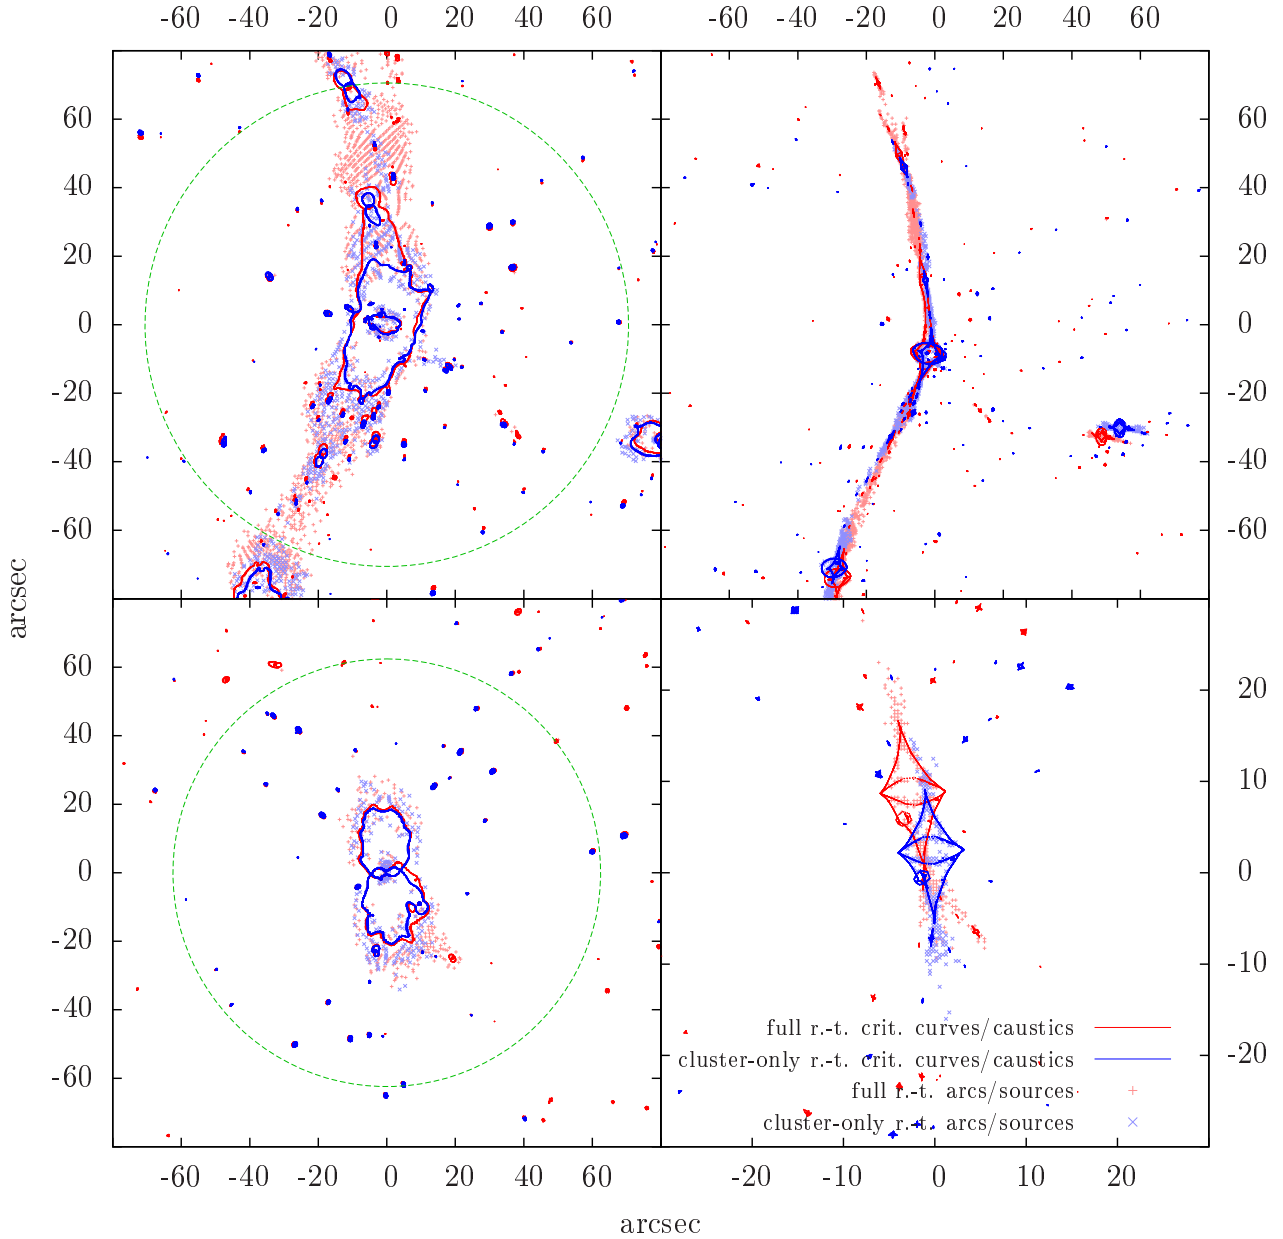 -60 -40 -20 0 20 40 60 -60 -40 -20 0 20 40 60
60 60
40 40
20 20
0 0
-20 -20
-40 -40
-60 -60
arcsec
60 20
40 10
20
0 0
-20 -10
-40
full r.-t. crit. curves/caustics
cluster-only r.-t. crit. curves/caustics -20
-60
full r.-t. arcs/sources
cluster-only r.-t. arcs/sources
-60 -40 -20 0 20 40 60 -20 -10 0 10 20
arcsec